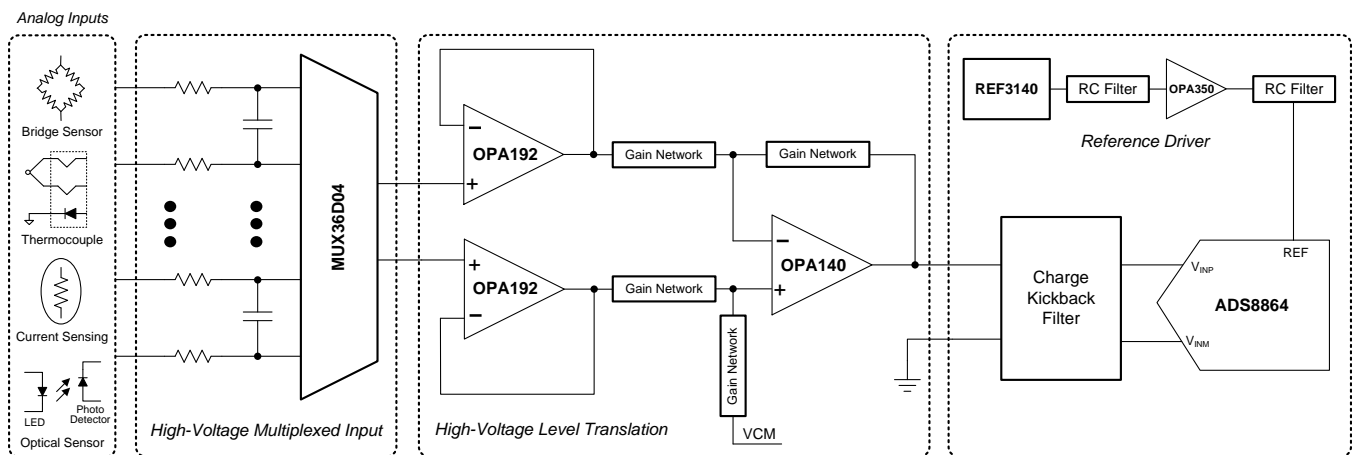 Analog Inputs
Bridge Sensor
Thermocouple
Current Sensing
LED
Photo
Detector
Optical Sensor
MUX36D04
High-Voltage Multiplexed Input
OPA192
OPA192
Gain Network
Gain Network
Gain Network
Gain Network
OPA140
VCM
High-Voltage Level Translation
REF3140
RC Filter
OPA350
RC Filter
Reference Driver
Charge
Kickback
Filter
REF
VINP
ADS8864
VINM